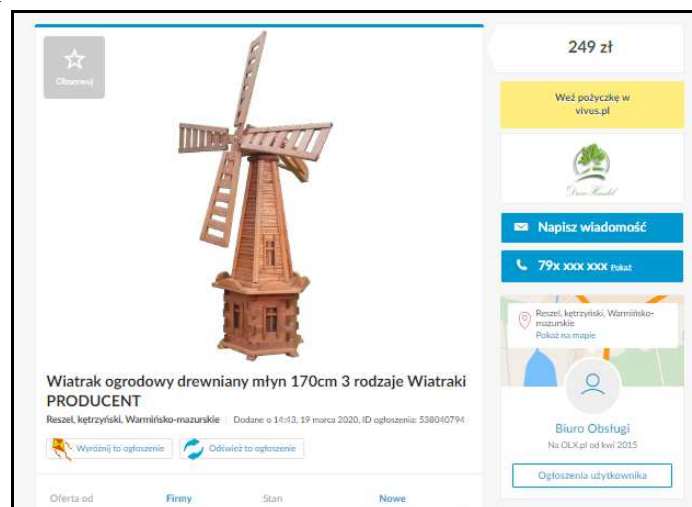 Obserwuj
249 zł
Weź pożyczkę w
vivus.pl
Napisz wiadomość
79x xxx xxx Pokaż
Reszel, kętrzyński, Warmińsko-
mazurskie
Pokaż na mapie
Biuro Obsługi
Na OLX.pl od kwi 2015
Ogłoszenia użytkownika
Wiatrak ogrodowy drewniany młyn 170cm 3 rodzaje Wiatraki
PRODUCENT
Reszel, kętrzyński, Warmińsko-mazurskie Dodane o 14:43, 19 marca 2020, ID ogłoszenia: 538040794
Wyróżnij to ogłoszenie Odśwież to ogłoszenie
Oferta od Firmy Stan Nowe